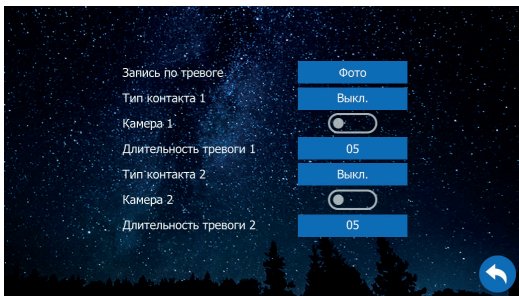 Запись по тревоге Фото
Тип контакта 1 Выкл.
Камера 1
Длительность тревоги 1 05
Тип контакта 2 Выкл.
Камера 2
Длительность тревоги 2 05